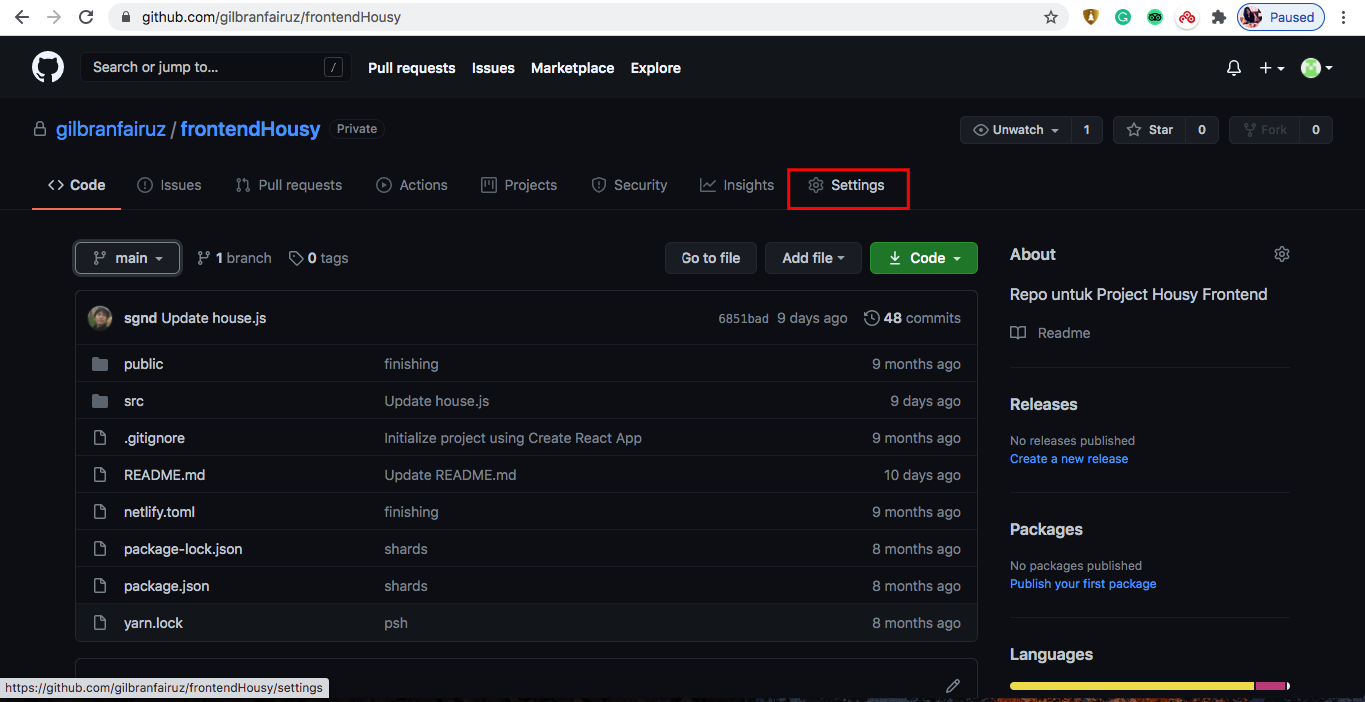 github.com/gilbranfairuz/frontendHousy
Paused
Search or jump to...
/
Pull requests
Issues
Marketplace
Explore
gilbranfairuz / frontendHousy
Private
Unwatch
1
Star
0
Fork
0
Code
Issues
Pull requests
Actions
Projects
Security
Insights
Settings
main
1 branch
0 tags
Go to file
Add file
Code
sgnd Update house.js
6851bad 9 days ago
48 commits
public finishing 9 months ago
src Update house.js 9 days ago
.gitignore Initialize project using Create React App 9 months ago
README.md Update README.md 10 days ago
netlify.toml finishing 9 months ago
package-lock.json shards 8 months ago
package.json shards 8 months ago
yarn.lock psh 8 months ago
About
Repo untuk Project Housy Frontend
Readme
Releases
No releases published
Create a new release
Packages
No packages published
Publish your first package
Languages
https://github.com/gilbranfairuz/frontendHousy/settings